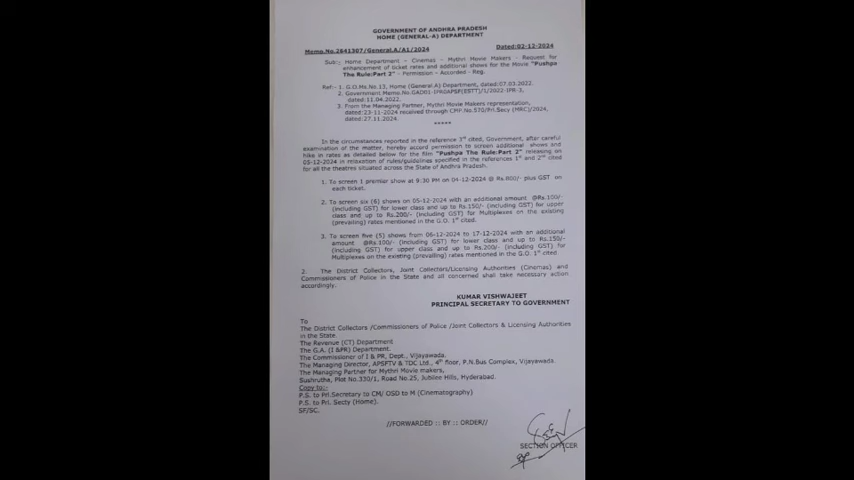 GOVERNMENT OF ANDHRA PRADESH
HOME (GENERAL-A) DEPARTMENT
Memo.No.2641307/General.A/A1/2024 Dated:02-12-2024
Sub:- Home Department - Cinemas - Mythri Movie Makers - Request for
enhancement of ticket rates and additional shows for the Movie "Pushpa
The Rule:Part 2" - Permission - Accorded - Reg.
Ref:- 1. G.O.Ms.No.13, Home (General.A) Department, dated:07.03.2022.
2. Government Memo.No.GAD01-IPR0APSF(ESTT)/1/2022-IPR-3,
dated:11.04.2022.
3. From the Managing Partner, Mythri Movie Makers representation,
dated:23-11-2024 received through CMP.No.570/Pri.Secy (MRC)/2024,
dated:27.11.2024.
*****
In the circumstances reported in the reference 3rd cited, Government, after careful
examination of the matter, hereby accord permission to screen additional shows and
hike in rates as detailed below for the film "Pushpa The Rule:Part 2" releasing on
05-12-2024 in relaxation of rules/guidelines specified in the references 1st and 2nd cited
for all the theatres situated across the State of Andhra Pradesh.
1. To screen 1 premier show at 9:30 PM on 04-12-2024 @ Rs.800/- plus GST on
each ticket.
2. To screen six (6) shows on 05-12-2024 with an additional amount @Rs.100/-
(including GST) for lower class and up to Rs.150/- (including GST) for upper
class and up to Rs.200/- (including GST) for Multiplexes on the existing
(prevailing) rates mentioned in the G.O. 1st cited.
3. To screen five (5) shows from 06-12-2024 to 17-12-2024 with an additional
amount @Rs.100/- (including GST) for lower class and up to Rs.150/-
(including GST) for upper class and up to Rs.200/- (including GST) for
Multiplexes on the existing (prevailing) rates mentioned in the G.O. 1st cited
2. The District Collectors, Joint Collectors/Licensing Authorities (Cinemas) and
Commissioners of Police in the State and all concerned shall take necessary action
accordingly.
KUMAR VISHWAJEET
PRINCIPAL SECRETARY TO GOVERNMENT
To
The District Collectors /Commissioners of Police /Joint Collectors & Licensing Authorities
in the State.
The Revenue (CT) Department
The G.A. (I &PR) Department.
The Commissioner of I & PR, Dept., Vijayawada.
The Managing Director, APSFTV & TDC Ltd., 4th floor, P.N.Bus Complex, Vijayawada.
The Managing Partner for Mythri Movie makers,
Sushrutha, Plot No.330/1, Road No.25, Jubilee Hills, Hyderabad.
Copy to:-
P.S. to Pri.Secretary to CM/ OSD to M (Cinematography)
P.S. to Pri. Secty (Home).
SF/SC.
//FORWARDED :: BY :: ORDER//
SECTION OFFICER